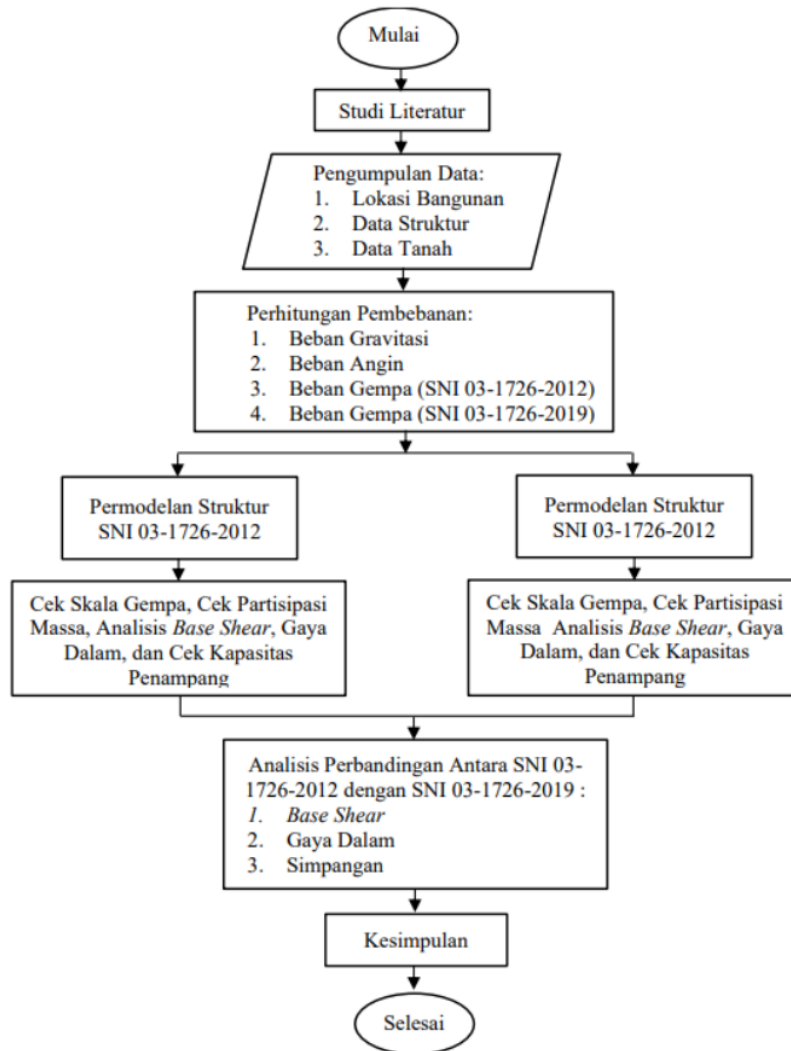 Mulai
Studi Literatur
Pengumpulan Data:
1. Lokasi Bangunan
2. Data Struktur
3. Data Tanah
Perhitungan Pembebanan:
1. Beban Gravitasi
2. Beban Angin
3. Beban Gempa (SNI 03-1726-2012)
4. Beban Gempa (SNI 03-1726-2019)
Permodelan Struktur
SNI 03-1726-2012
Permodelan Struktur
SNI 03-1726-2012
Cek Skala Gempa, Cek Partisipasi
Massa, Analisis Base Shear, Gaya
Dalam, dan Cek Kapasitas
Penampang
Cek Skala Gempa, Cek Partisipasi
Massa Analisis Base Shear, Gaya
Dalam, dan Cek Kapasitas
Penampang
Analisis Perbandingan Antara SNI 03-
1726-2012 dengan SNI 03-1726-2019 :
1. Base Shear
2. Gaya Dalam
3. Simpangan
Kesimpulan
Selesai